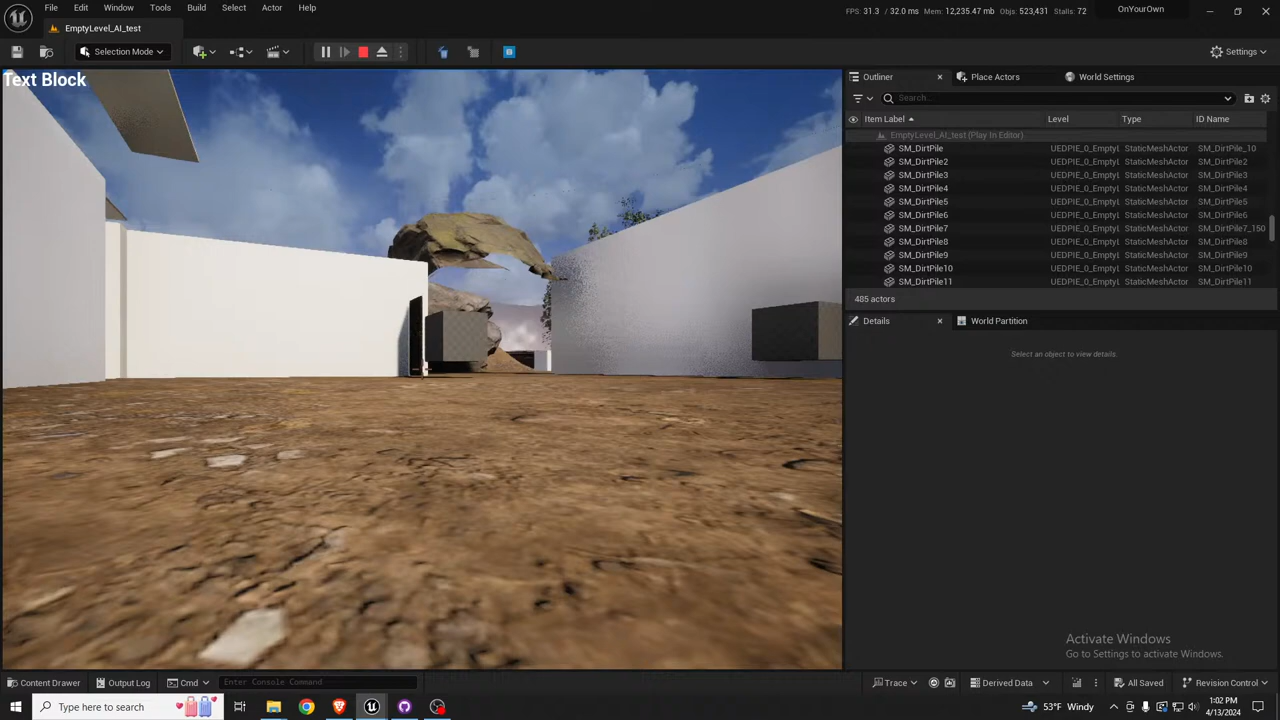 File Edit Window Tools Build Select Actor Help
FPS: 31.3 / 32.0 ms Mem: 12,235.47 mb Objs: 523,431 Stalls: 72
OnYourOwn
EmptyLevel_AI_test
Selection Mode
Settings
Text Block
Outliner Place Actors World Settings
Search...
Item Label Level Type ID Name
EmptyLevel_AI_test (Play In Editor)
SM_DirtPile UEDPIE_0_Emptyl StaticMeshActor SM_DirtPile_10
SM_DirtPile2 UEDPIE_0_Emptyl StaticMeshActor SM_DirtPile2
SM_DirtPile3 UEDPIE_0_Emptyl StaticMeshActor SM_DirtPile3
SM_DirtPile4 UEDPIE_0_Emptyl StaticMeshActor SM_DirtPile4
SM_DirtPile5 UEDPIE_0_Emptyl StaticMeshActor SM_DirtPile5
SM_DirtPile6 UEDPIE_0_Emptyl StaticMeshActor SM_DirtPile6
SM_DirtPile7 UEDPIE_0_Emptyl StaticMeshActor SM_DirtPile7_150
SM_DirtPile8 UEDPIE_0_Emptyl StaticMeshActor SM_DirtPile8
SM_DirtPile9 UEDPIE_0_Emptyl StaticMeshActor SM_DirtPile9
SM_DirtPile10 UEDPIE_0_Emptyl StaticMeshActor SM_DirtPile10
SM_DirtPile11 UEDPIE_0_Emptyl StaticMeshActor SM_DirtPile11
485 actors
Details World Partition
Select an object to view details.
Activate Windows
Go to Settings to activate Windows.
Content Drawer Output Log Cmd Enter Console Command
Trace Derived Data All Saved Revision Control
Type here to search
53°F Windy
1:02 PM
4/13/2024